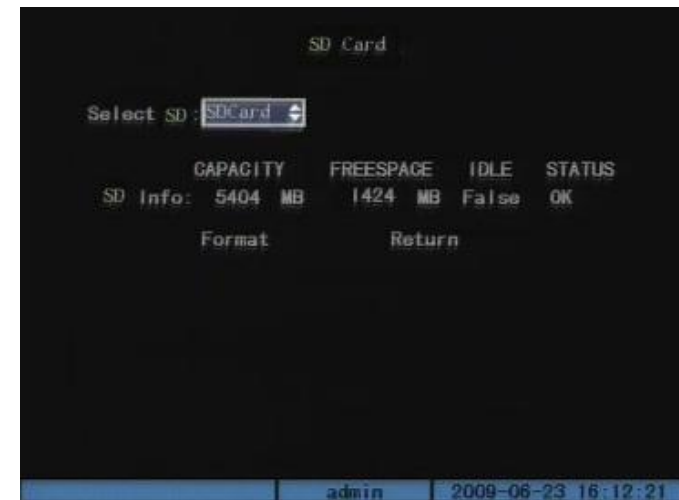 SD Card
Select SD : SDCard
CAPACITY FREESPACE IDLE STATUS
SD Info: 5404 MB 1424 MB False OK
Format Return
admin 2009-06-23 16:12:21